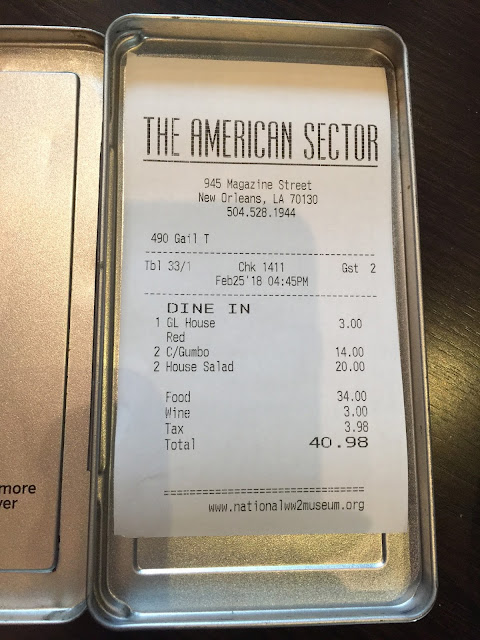 THE AMERICAN SECTOR
945 Magazine Street
New Orleans, LA 70130
504.528.1944
490 Gail T
Tbl 33/1 Chk 1411 Gst 2
Feb25'18 04:45PM
DINE IN
1 GL House 3.00
Red
2 C/Gumbo 14.00
2 House Salad 20.00
Food 34.00
Wine 3.00
Tax 3.98
Total 40.98
www.nationalww2museum.org
more
ver